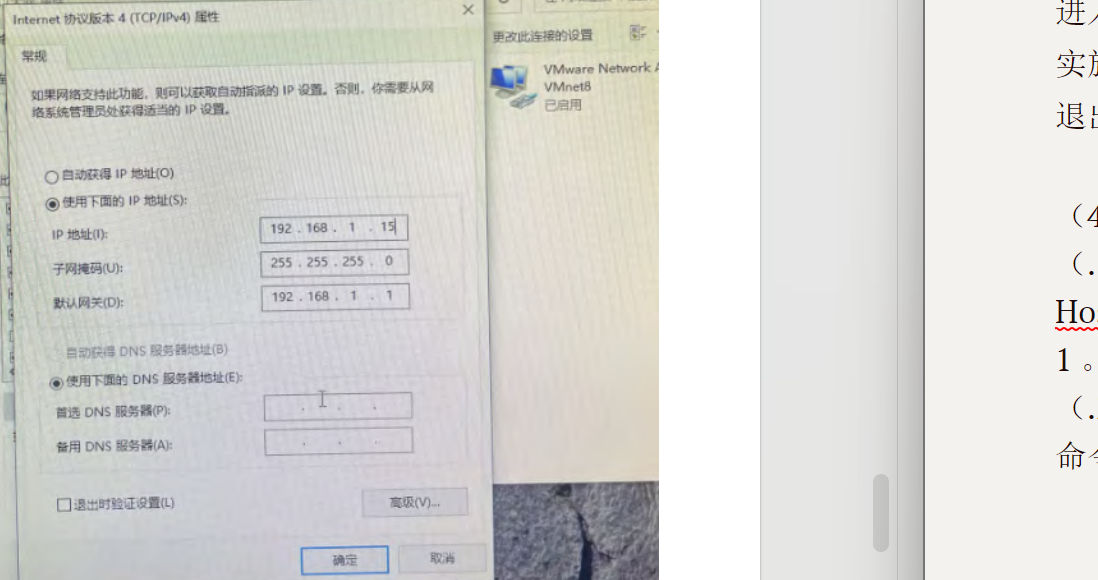 Internet 协议版本 4 (TCP/IPv4) 属性
常规
如果网络支持此功能，则可以获取自动指派的 IP 设置。否则，你需要从网
络系统管理员处获得适当的 IP 设置。
自动获得 IP 地址(O)
使用下面的 IP 地址(S):
IP 地址(I):
192 . 168 . 1 . 15
子网掩码(U):
255 . 255 . 255 . 0
默认网关(D):
192 . 168 . 1 . 1
自动获得 DNS 服务器地址(B)
使用下面的 DNS 服务器地址(E):
首选 DNS 服务器(P):
. . .
备用 DNS 服务器(A):
. . .
退出时验证设置(L)
高级(V)...
确定
取消
更改此连接的设置
VMware Network A
VMnet8
已启用
进入
实施
退出
（4
（.
Hos
1 。
（.
命令